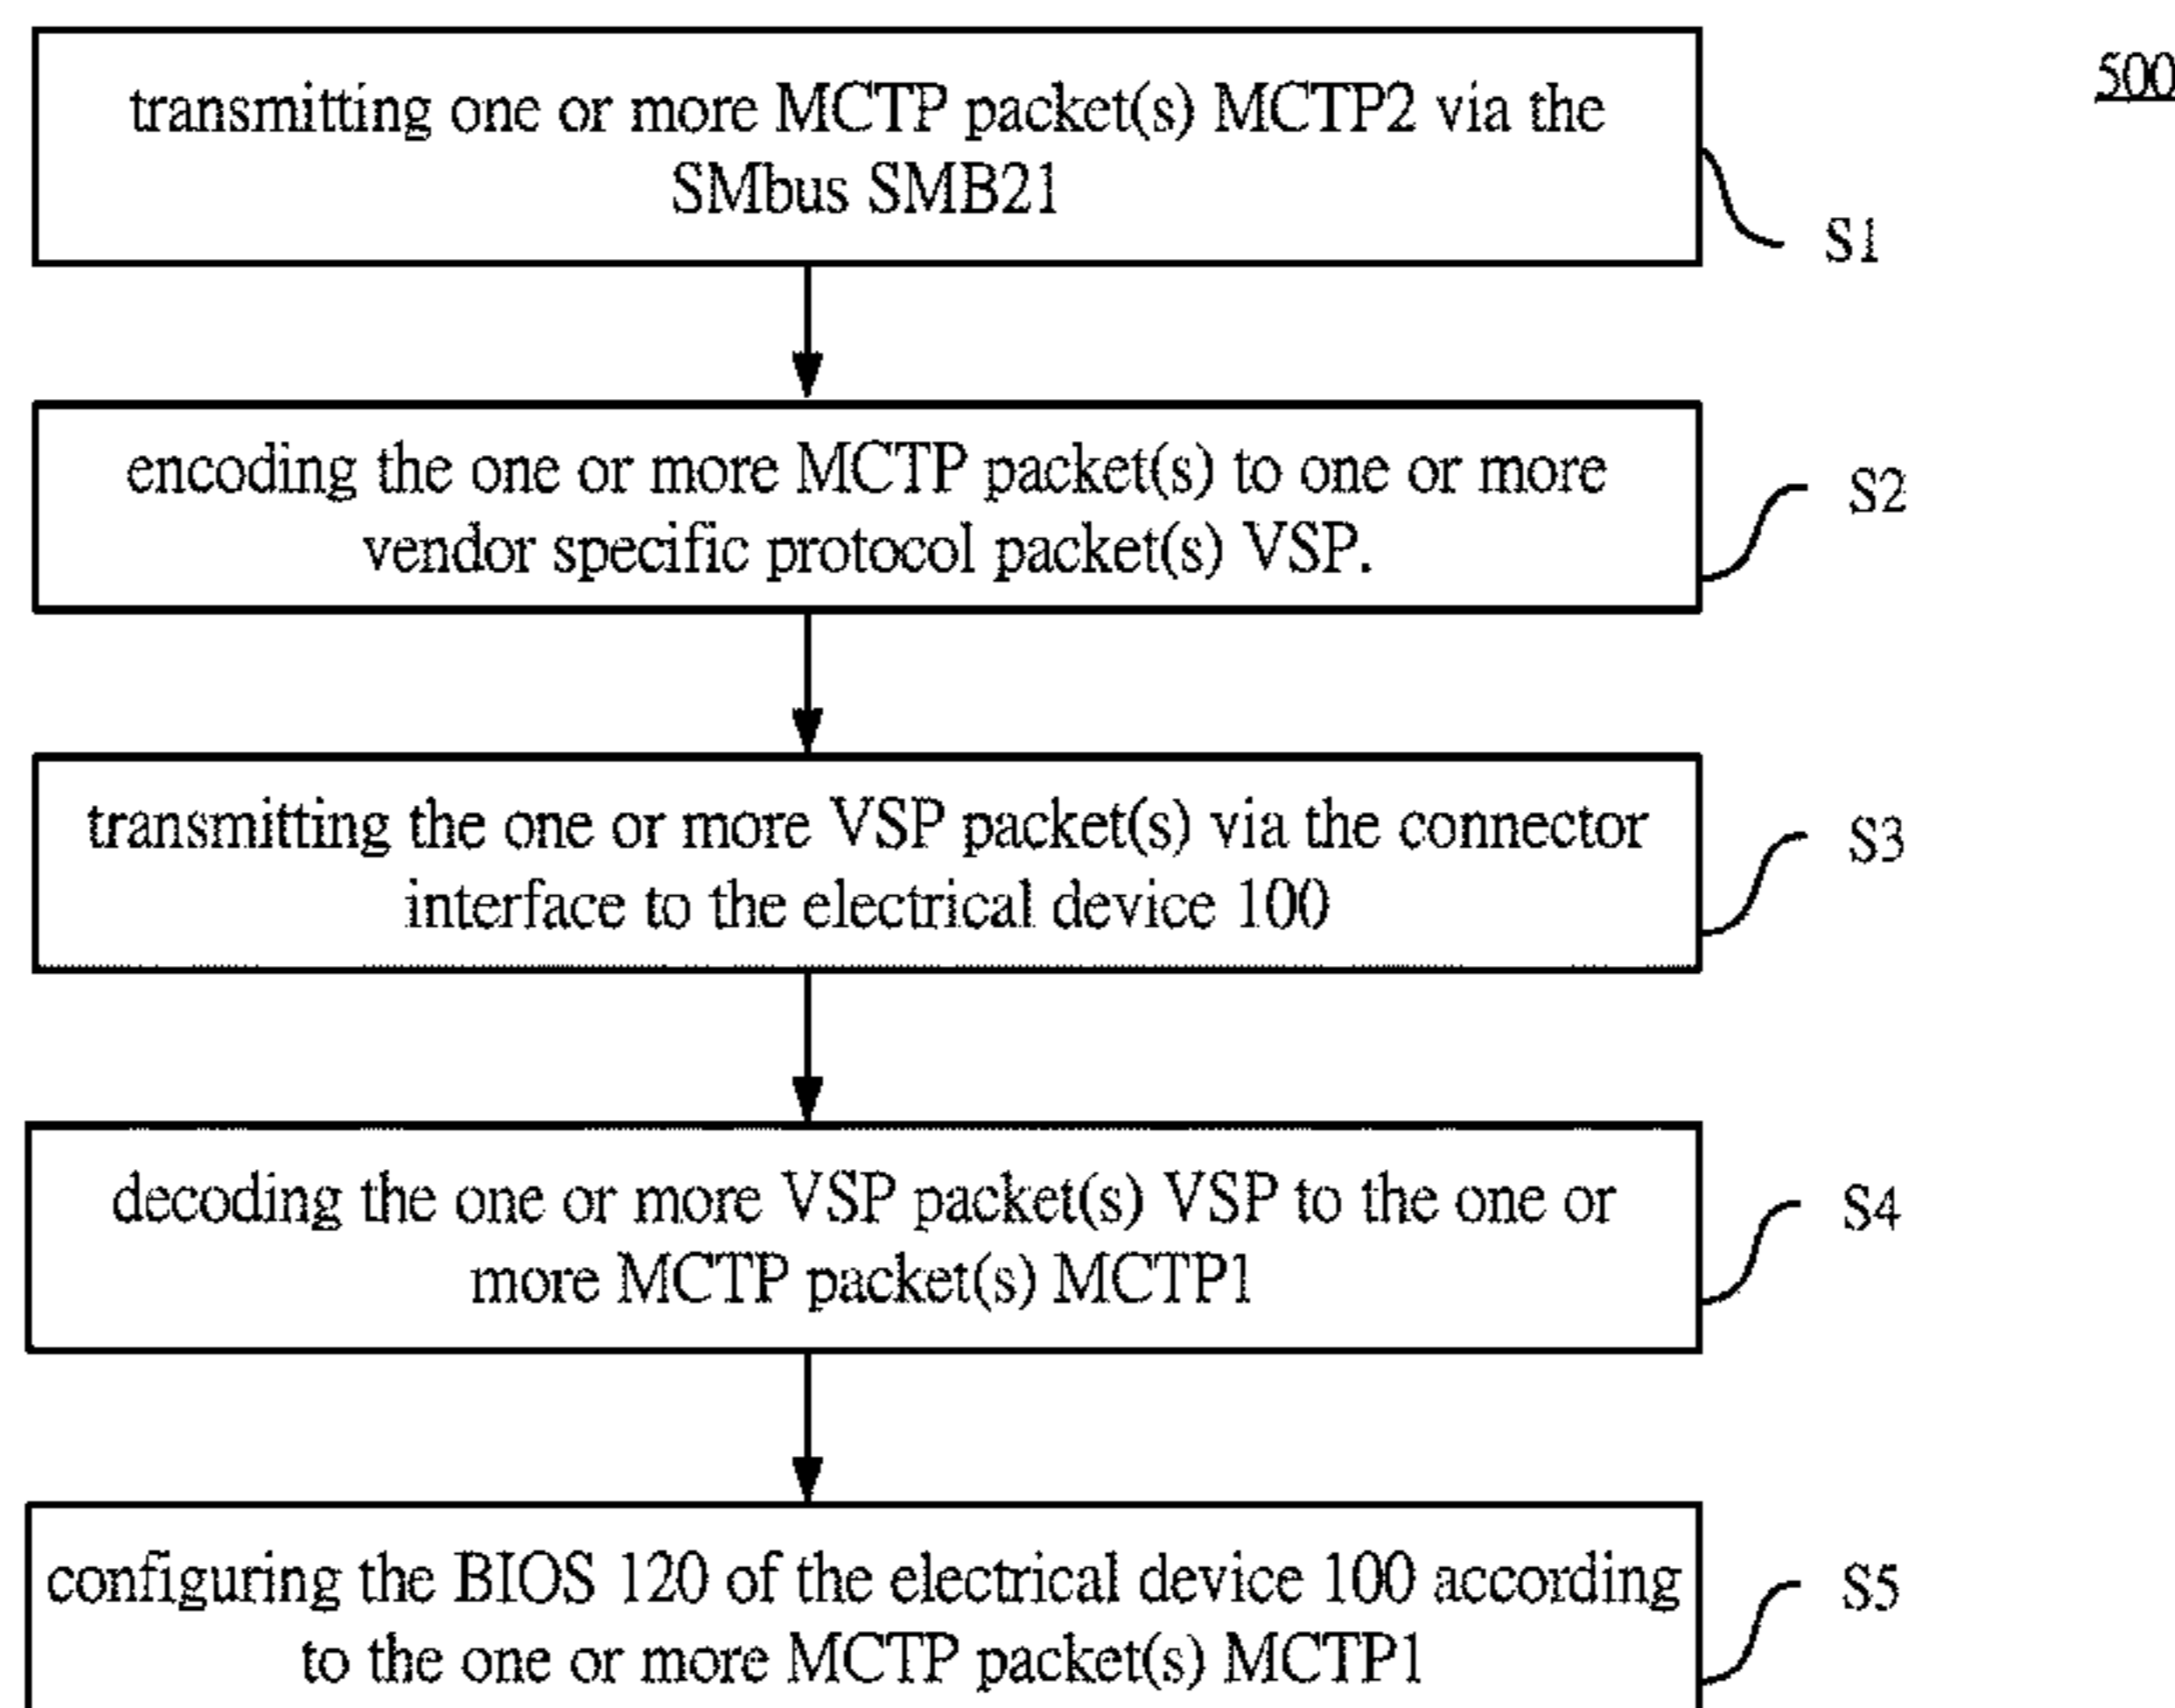 500
transmitting one or more MCTP packet(s) MCTP2 via the
SMbus SMB21
S1
encoding the one or more MCTP packet(s) to one or more
vendor specific protocol packet(s) VSP.
S2
transmitting the one or more VSP packet(s) via the connector
interface to the electrical device 100
S3
decoding the one or more VSP packet(s) VSP to the one or
more MCTP packet(s) MCTP1
S4
configuring the BIOS 120 of the electrical device 100 according
to the one or more MCTP packet(s) MCTP1
S5